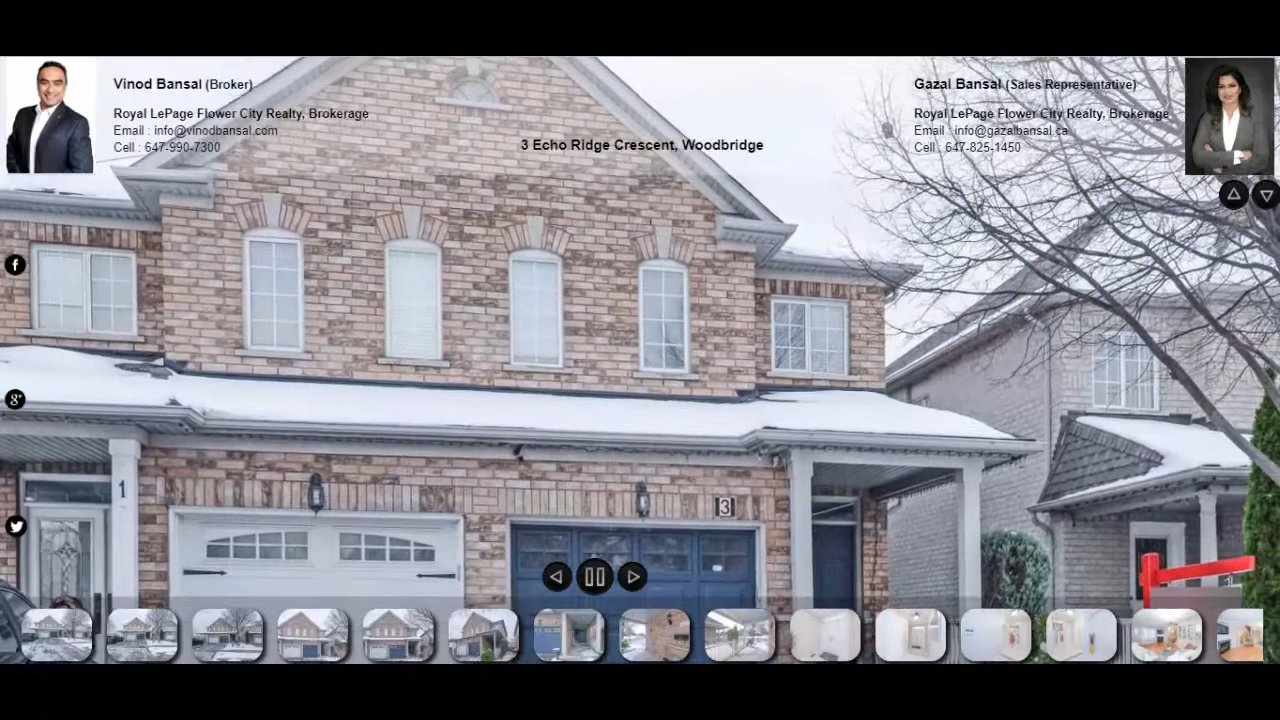 Vinod Bansal (Broker)
Royal LePage Flower City Realty, Brokerage
Email : info@vinodbansal.com
Cell : 647-990-7300
3 Echo Ridge Crescent, Woodbridge
Gazal Bansal (Sales Representative)
Royal LePage Flower City Realty, Brokerage
Email : info@gazalbansal.ca
Cell : 647-825-1450
f
g+
1
3